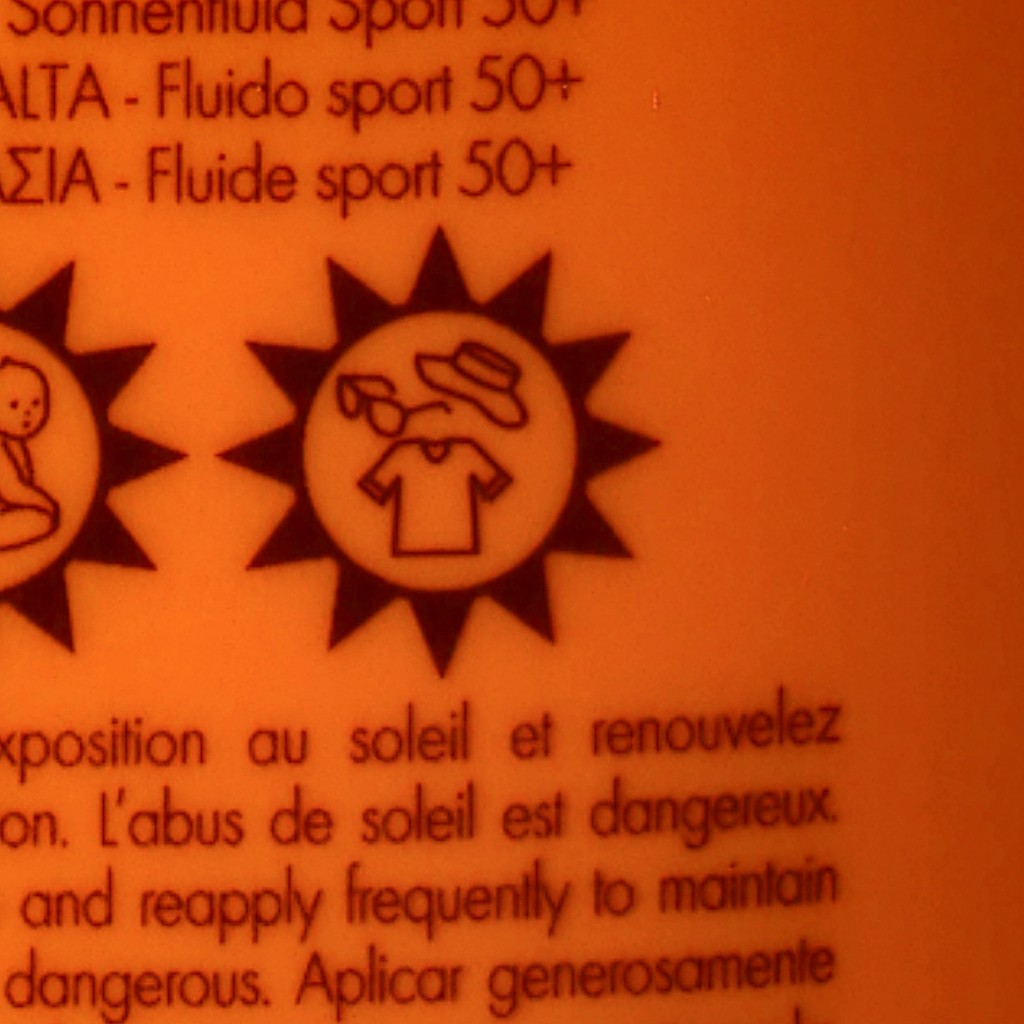 Sonnenfluid Sport 50+
ALTA - Fluido sport 50+
ΑΣΙΑ - Fluide sport 50+
xposition au soleil et renouvelez
on. L'abus de soleil est dangereux.
and reapply frequently to maintain
dangerous. Aplicar generosamente